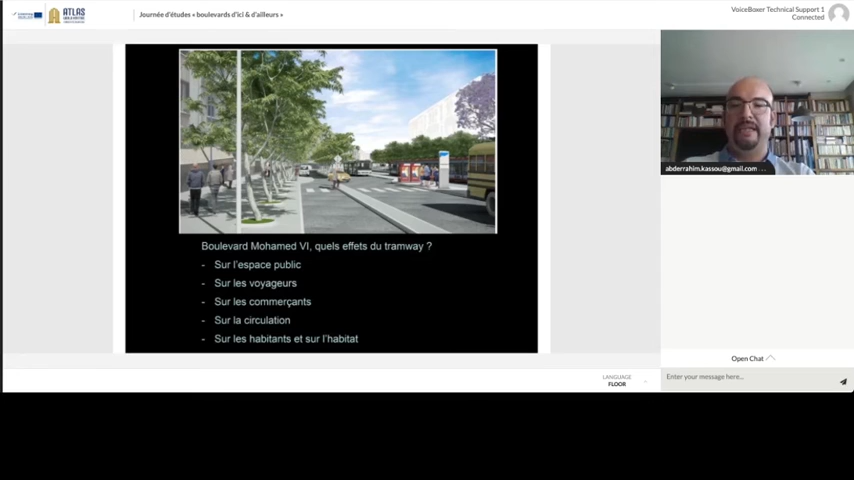 ATLAS
Journée d'études « boulevards d'ici & d'ailleurs »
VoiceBoxer Technical Support 1
Connected
abderrahim.kassou@gmail.com ...
Boulevard Mohamed VI, quels effets du tramway ?
- Sur l'espace public
- Sur les voyageurs
- Sur les commerçants
- Sur la circulation
- Sur les habitants et sur l'habitat
Open Chat
LANGUAGE
FLOOR
Enter your message here...